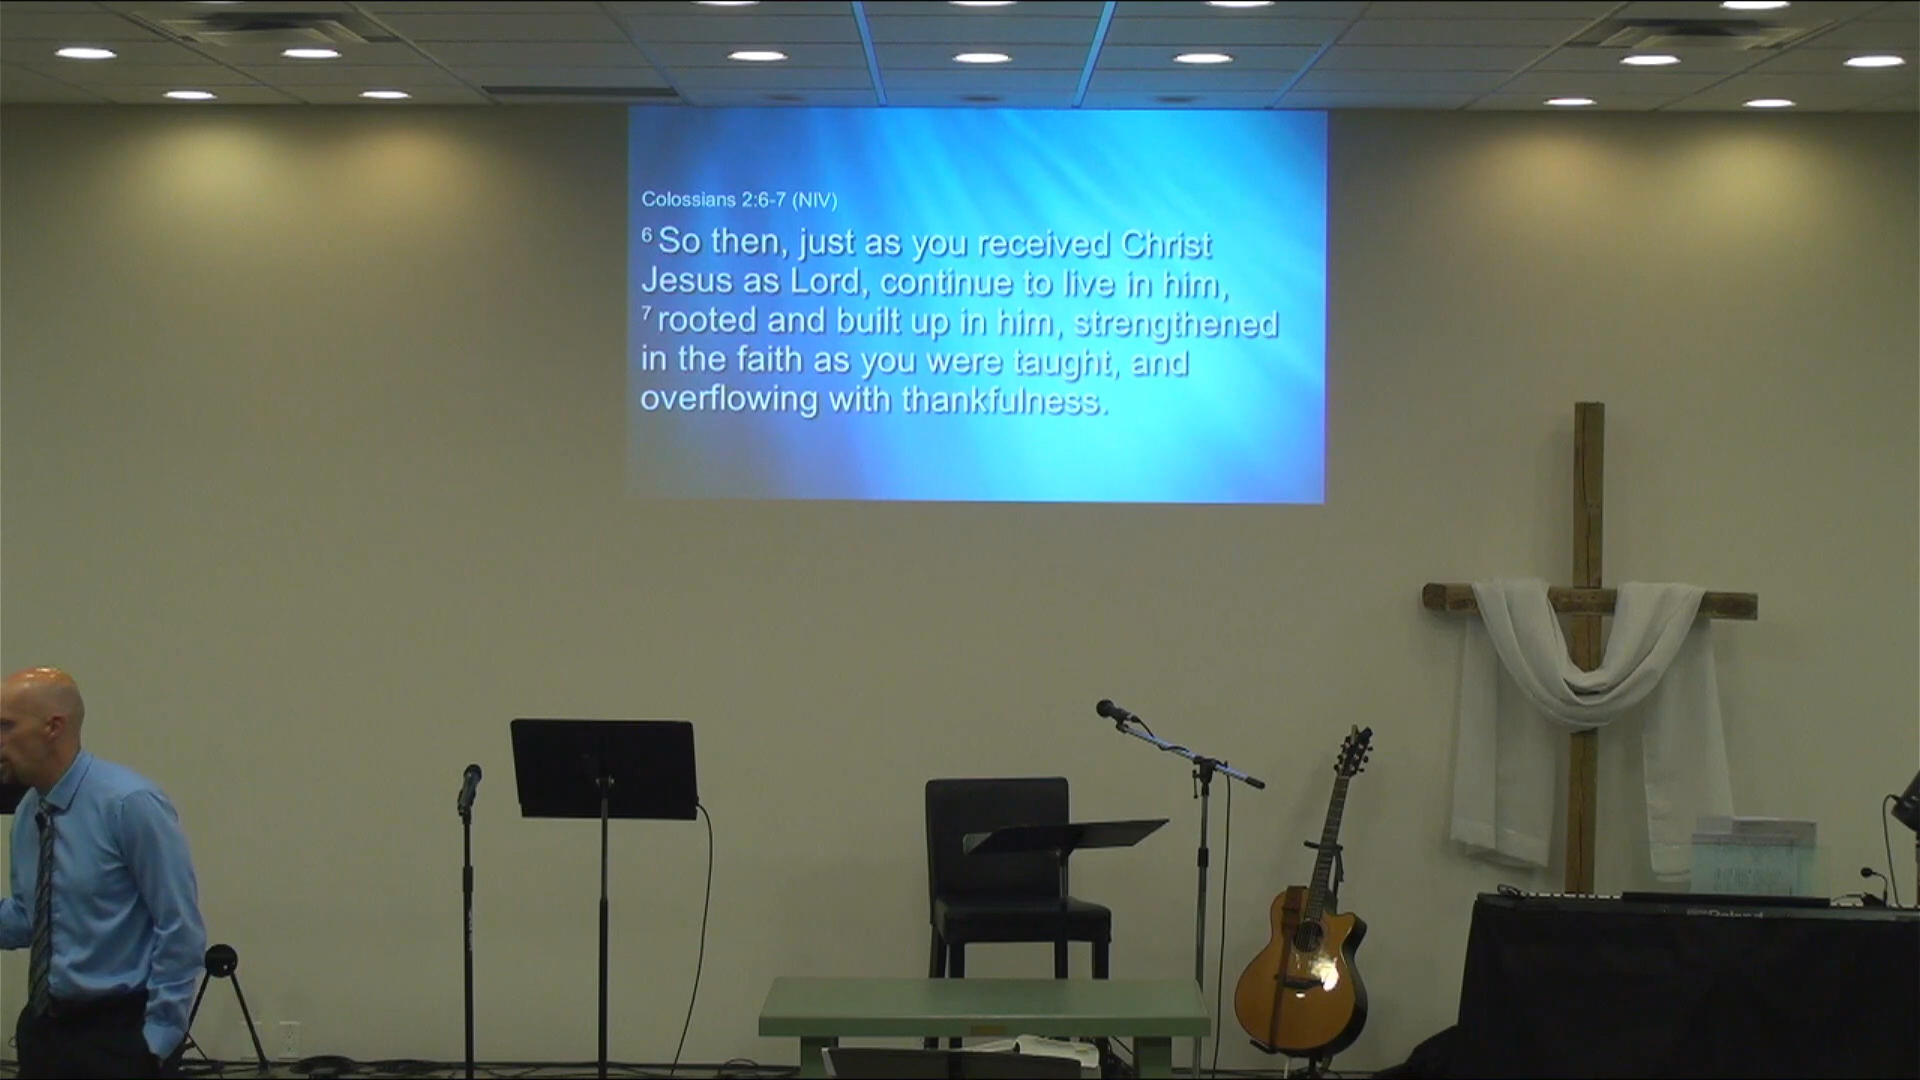 Colossians 2:6-7 (NIV)
6 So then, just as you received Christ
Jesus as Lord, continue to live in him,
7 rooted and built up in him, strengthened
in the faith as you were taught, and
overflowing with thankfulness.
Roland